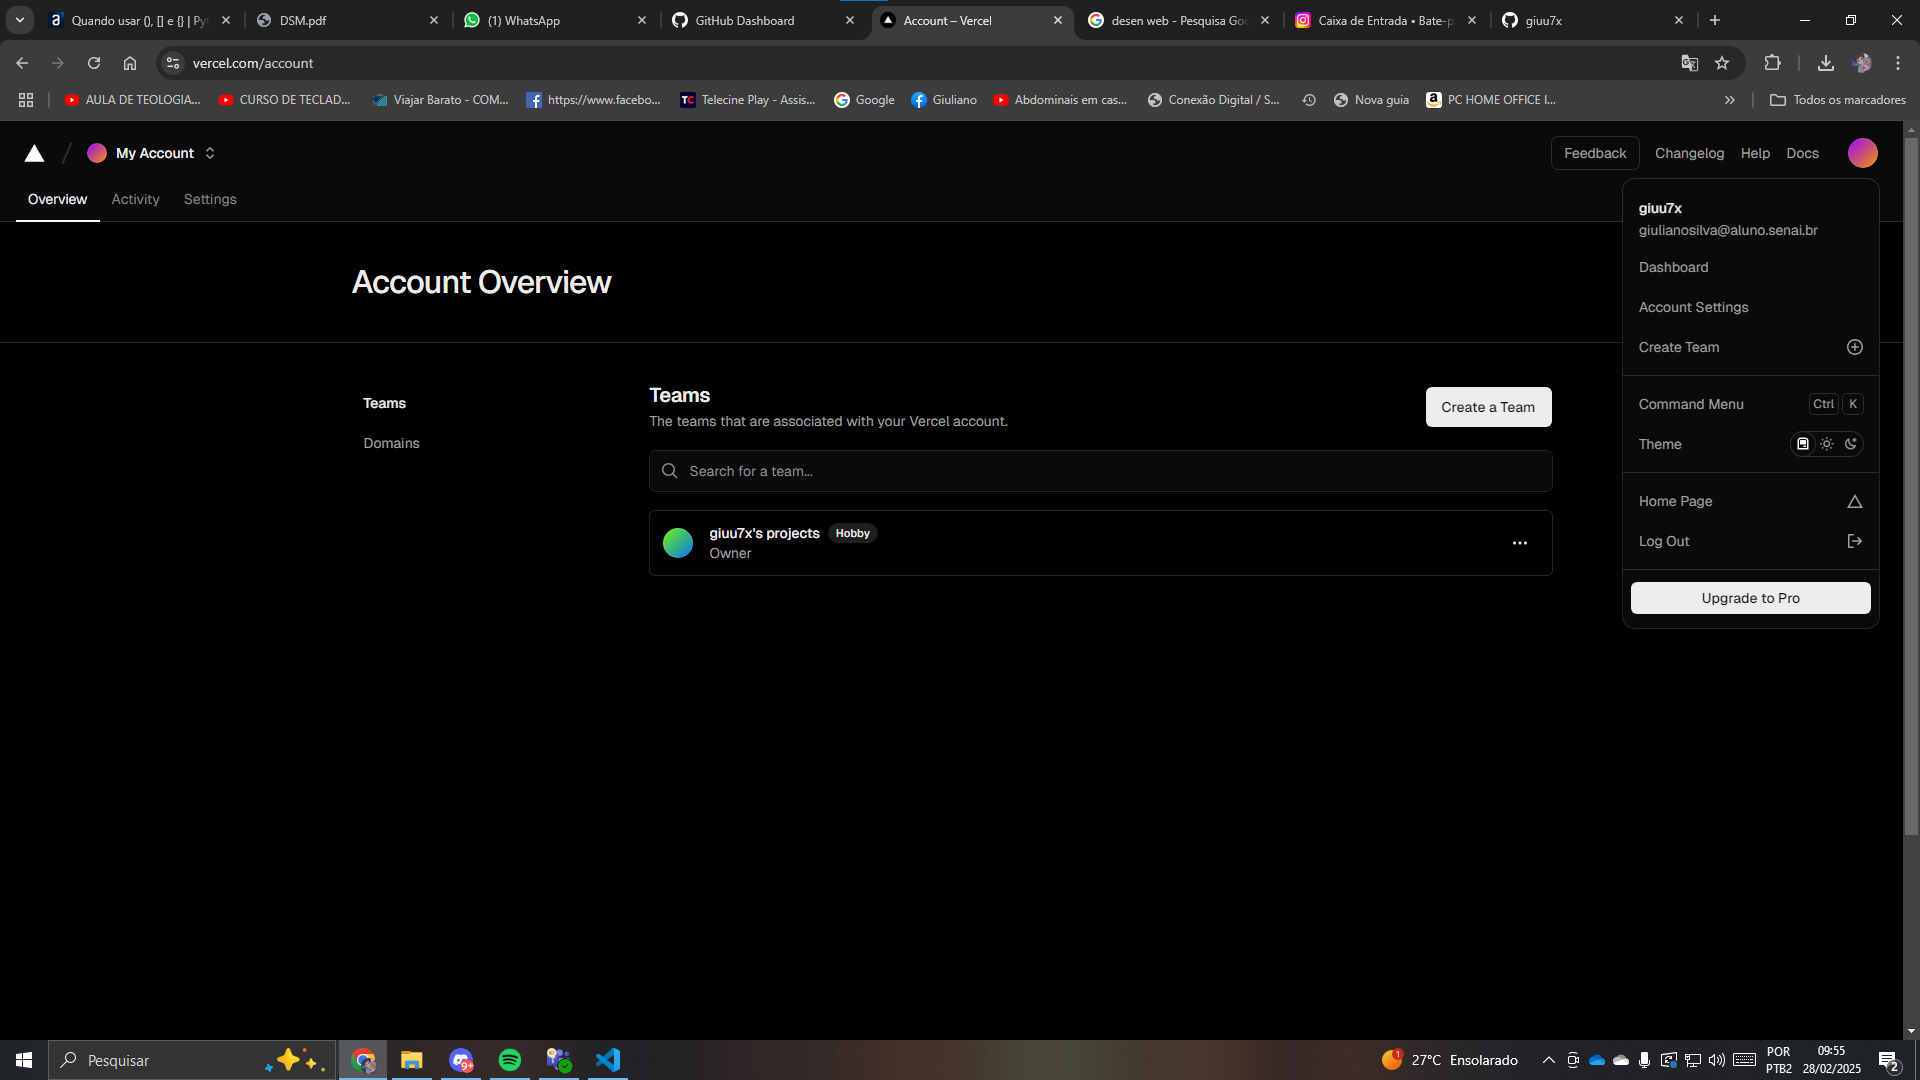 Quando usar (), [] e {} | Py
DSM.pdf
(1) WhatsApp
GitHub Dashboard
Account – Vercel
desen web - Pesquisa Goo
Caixa de Entrada • Bate-p
giuu7x
vercel.com/account
AULA DE TEOLOGIA...
CURSO DE TECLAD...
Viajar Barato - COM...
https://www.facebo...
Telecine Play - Assis...
Google
Giuliano
Abdominais em cas...
Conexão Digital / S...
Nova guia
PC HOME OFFICE I...
Todos os marcadores
My Account
Feedback
Changelog
Help
Docs
Overview
Activity
Settings
giuu7x
giulianosilva@aluno.senai.br
Dashboard
Account Settings
Create Team
Command Menu
Ctrl K
Theme
Home Page
Log Out
Upgrade to Pro
Account Overview
Teams
Domains
Teams
The teams that are associated with your Vercel account.
Create a Team
Search for a team...
giuu7x's projects
Hobby
Owner
Pesquisar
9+
1
27°C Ensolarado
POR
PTB2
09:55
28/02/2025
2